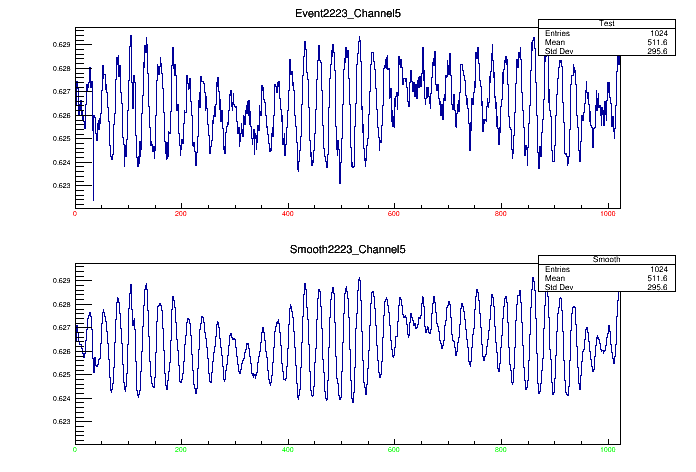 Event2223_Channel5
Test
Entries 1024
Mean 511.6
Std Dev 295.6
0.629
0.628
0.627
0.626
0.625
0.624
0.623
0 200 400 600 800 1000
Smooth2223_Channel5
Smooth
Entries 1024
Mean 511.6
Std Dev 295.6
0.629
0.628
0.627
0.626
0.625
0.624
0.623
0 200 400 600 800 1000